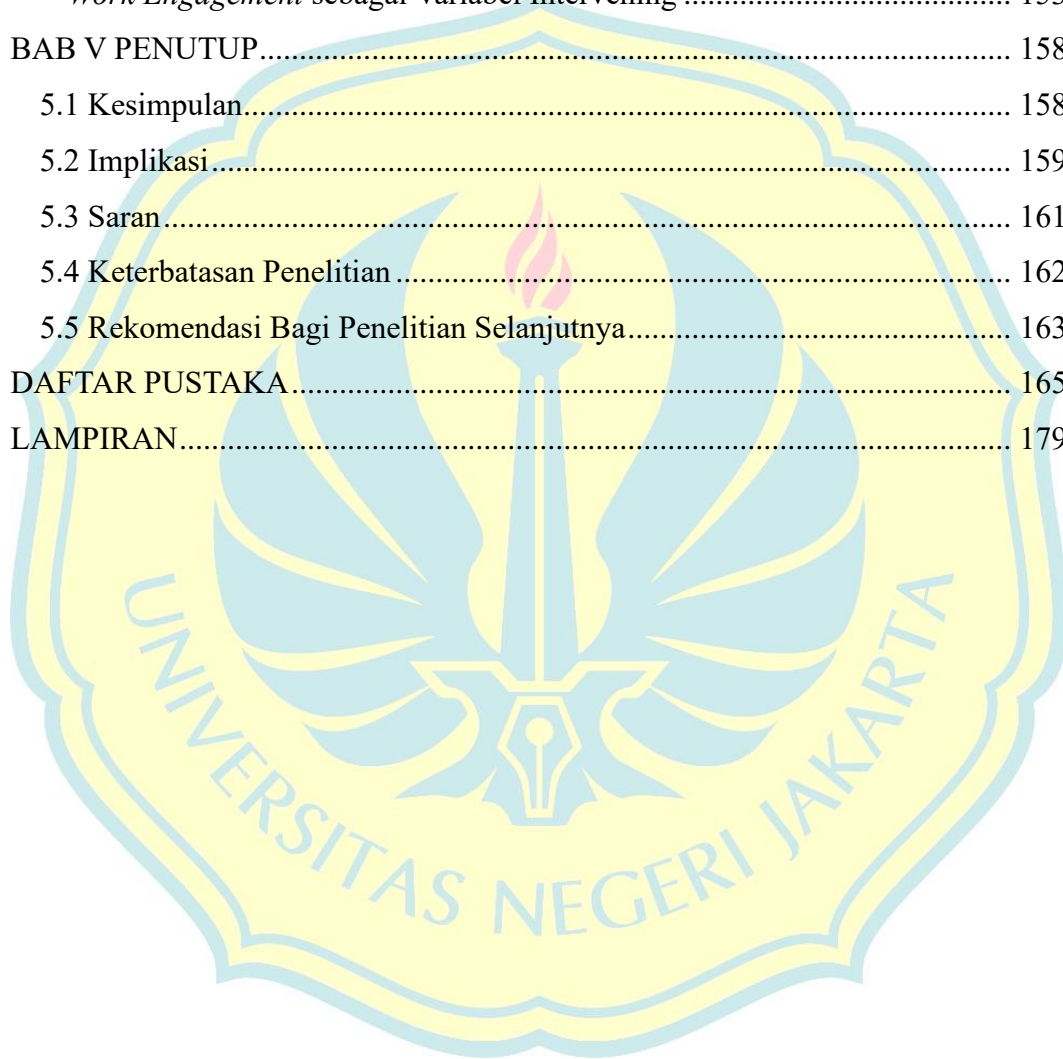 Work Engagement sebagai Variabel Intervening ........................................ 155
BAB V PENUTUP........................................ 158
5.1 Kesimpulan........................................ 158
5.2 Implikasi........................................ 159
5.3 Saran........................................ 161
5.4 Keterbatasan Penelitian ........................................ 162
5.5 Rekomendasi Bagi Penelitian Selanjutnya........................................ 163
DAFTAR PUSTAKA........................................ 165
LAMPIRAN........................................ 179
UNIVERSITAS NEGERI JAKARTA